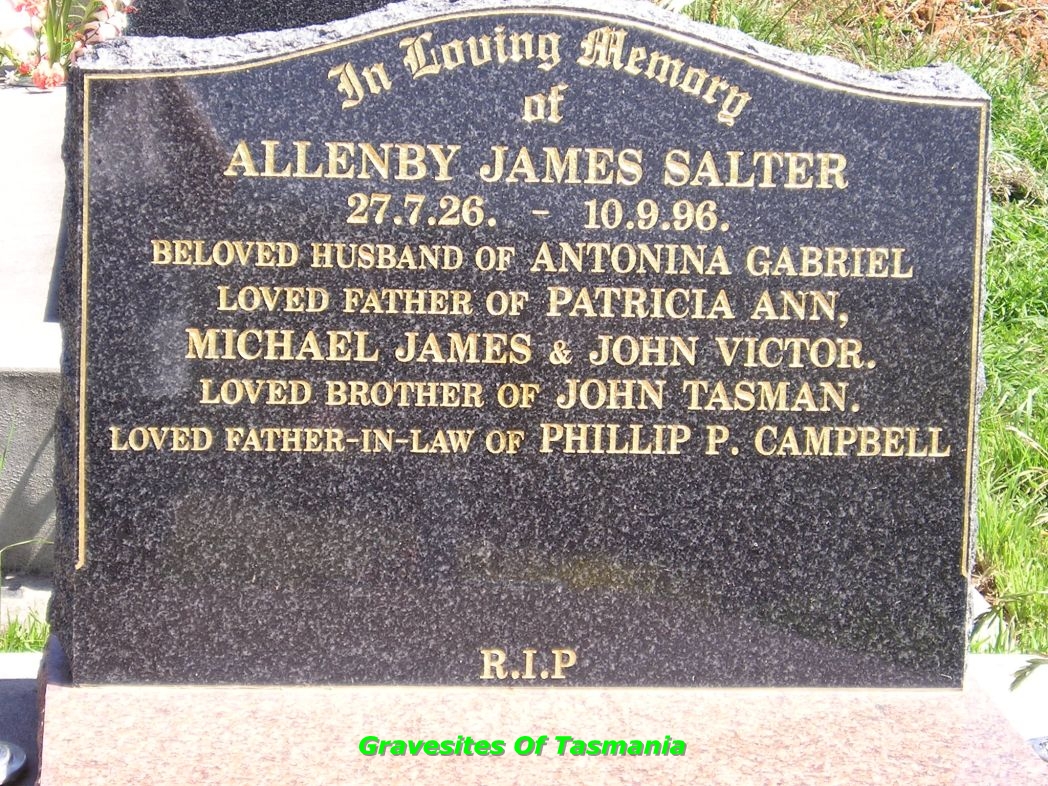 In Loving Memory
of
ALLENBY JAMES SALTER
27.7.26. - 10.9.96.
BELOVED HUSBAND OF ANTONINA GABRIEL
LOVED FATHER OF PATRICIA ANN,
MICHAEL JAMES & JOHN VICTOR.
LOVED BROTHER OF JOHN TASMAN.
LOVED FATHER-IN-LAW OF PHILLIP P. CAMPBELL
R.I.P
Gravesites Of Tasmania